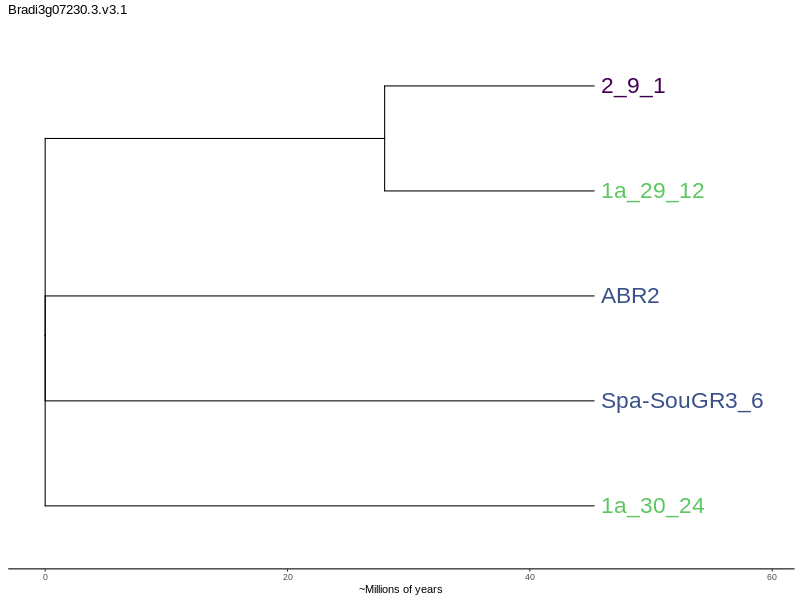 Bradi3g07230.3.v3.1
2_9_1
1a_29_12
ABR2
Spa-SouGR3_6
1a_30_24
0 20 40 60
~Millions of years